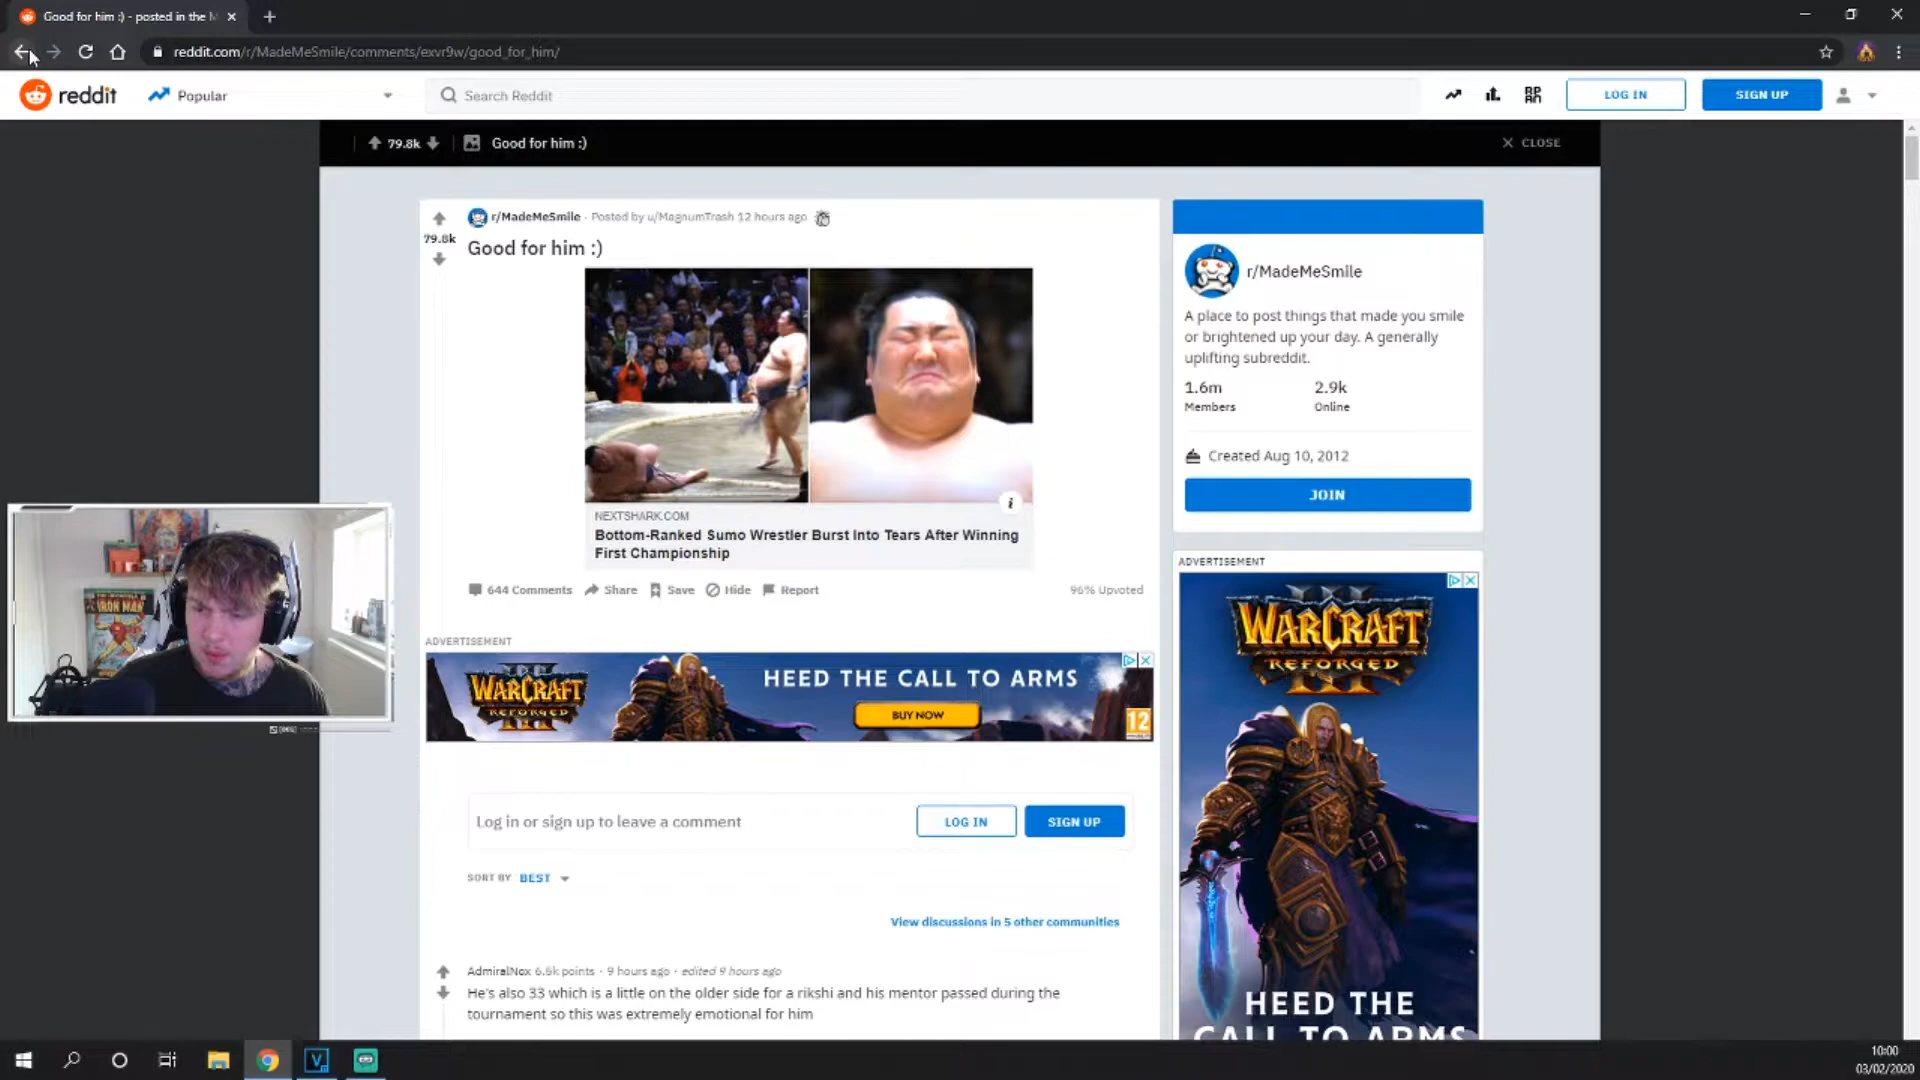 Good for him :) - posted in the M
reddit.com/r/MadeMeSmile/comments/exvr9w/good_for_him/
reddit Popular Search Reddit LOG IN SIGN UP
79.8k Good for him :) CLOSE
r/MadeMeSmile · Posted by u/MagnumTrash 12 hours ago
79.8k
Good for him :)
NEXTSHARK.COM
Bottom-Ranked Sumo Wrestler Burst Into Tears After Winning
First Championship
644 Comments Share Save Hide Report 96% Upvoted
ADVERTISEMENT
WARCRAFT III
REFORGED
HEED THE CALL TO ARMS
BUY NOW
12
Log in or sign up to leave a comment LOG IN SIGN UP
SORT BY BEST
View discussions in 5 other communities
AdmiralNox 6.6k points · 9 hours ago · edited 9 hours ago
He's also 33 which is a little on the older side for a rikshi and his mentor passed during the
tournament so this was extremely emotional for him
r/MadeMeSmile
A place to post things that made you smile
or brightened up your day. A generally
uplifting subreddit.
1.6m 2.9k
Members Online
Created Aug 10, 2012
JOIN
ADVERTISEMENT
WARCRAFT III
REFORGED
HEED THE
CALL TO ARMS
IRON MAN
10:00
03/02/2020